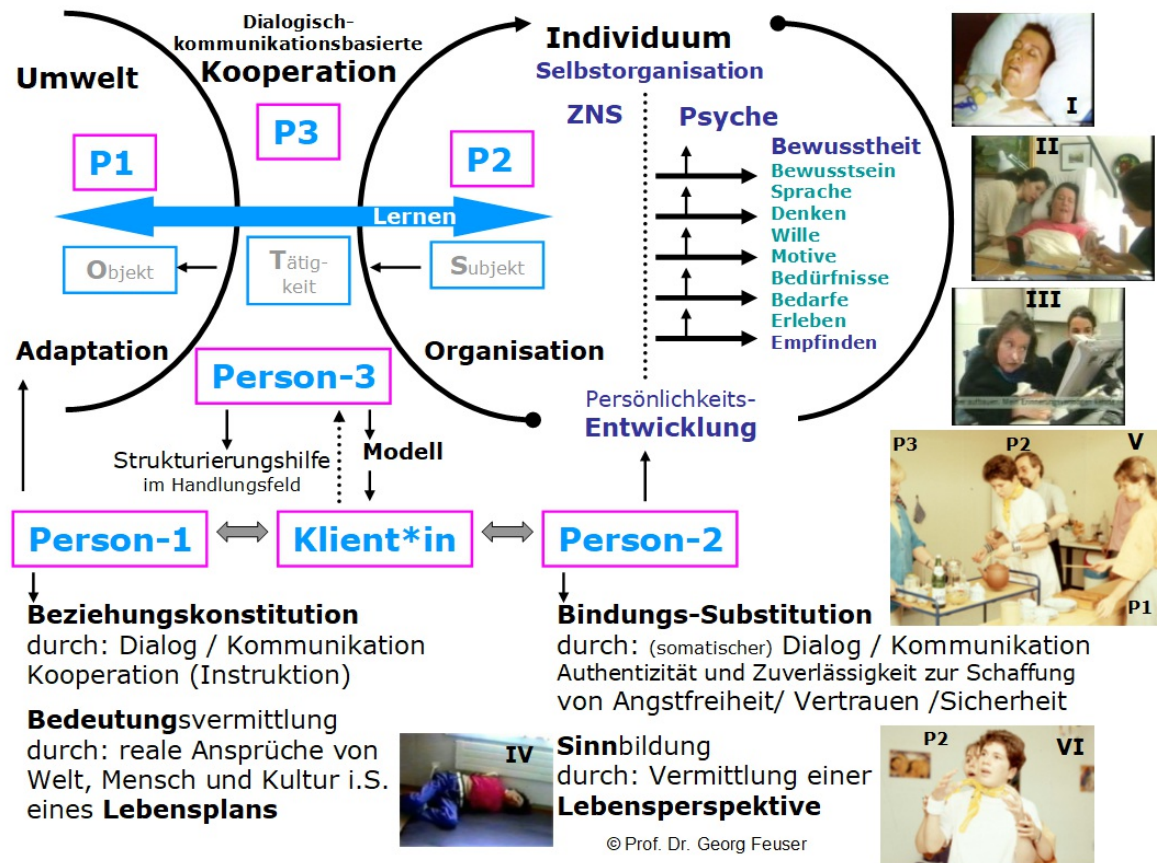 Dialogisch-
kommunikationsbasierte
Kooperation
Umwelt
P1
P3
P2
Lernen
Objekt
Tätig-
keit
Subjekt
Adaptation
Organisation
Individuum
Selbstorganisation
ZNS
Psyche
Bewusstheit
Bewusstsein
Sprache
Denken
Wille
Motive
Bedürfnisse
Bedarfe
Erleben
Empfinden
Persönlichkeits-
Entwicklung
I
II
III
Person-3
Strukturierungshilfe
im Handlungsfeld
Modell
Person-1
Klient*in
Person-2
P3
P2
V
P1
Beziehungskonstitution
durch: Dialog / Kommunikation
Kooperation (Instruktion)
Bedeutungsvermittlung
durch: reale Ansprüche von
Welt, Mensch und Kultur i.S.
eines Lebensplans
IV
Bindungs-Substitution
durch: (somatischer) Dialog / Kommunikation
Authentizität und Zuverlässigkeit zur Schaffung
von Angstfreiheit/ Vertrauen /Sicherheit
Sinnbildung
durch: Vermittlung einer
Lebensperspektive
P2
VI
© Prof. Dr. Georg Feuser